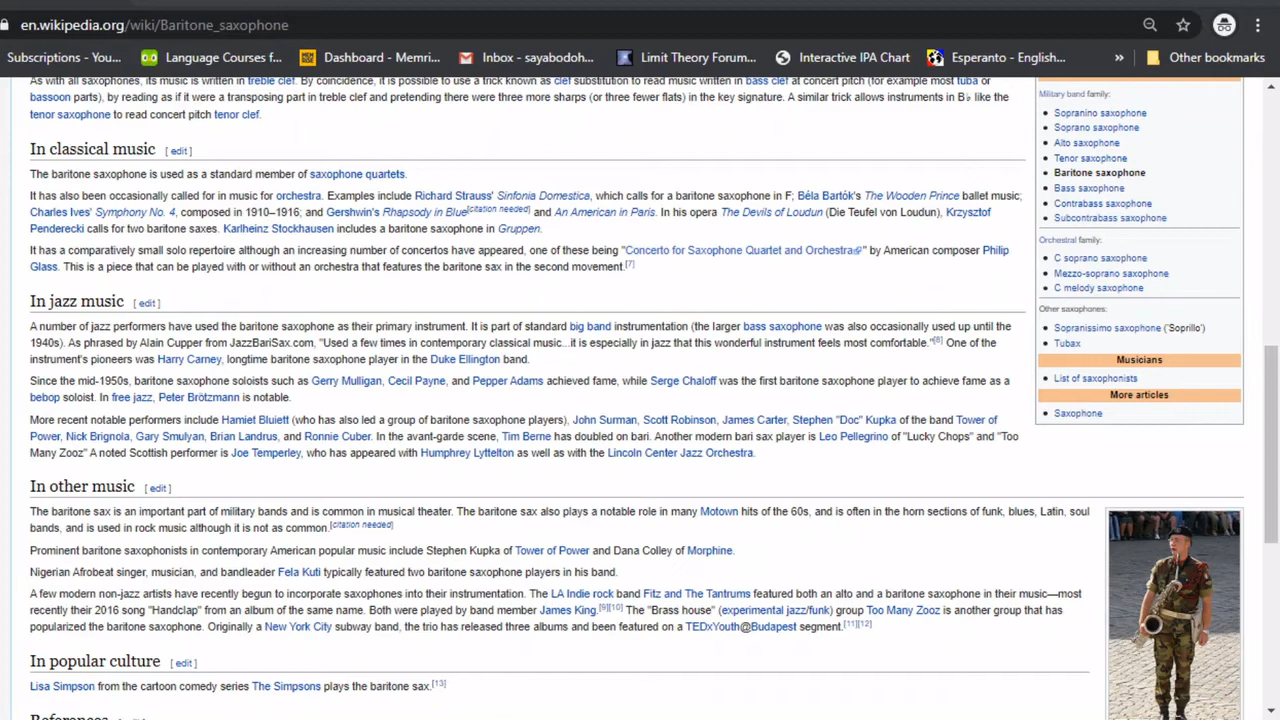 en.wikipedia.org/wiki/Baritone_saxophone
Subscriptions - You... Language Courses f... Dashboard - Memri... Inbox - sayabodoh... Limit Theory Forum... Interactive IPA Chart Esperanto - English... » Other bookmarks
As with all saxophones, its music is written in treble clef. By coincidence, it is possible to use a trick known as clef substitution to read music written in bass clef at concert pitch (for example most tuba or
bassoon parts), by reading as if it were a transposing part in treble clef and pretending there were three more sharps (or three fewer flats) in the key signature. A similar trick allows instruments in B♭ like the
tenor saxophone to read concert pitch tenor clef.
In classical music [ edit ]
The baritone saxophone is used as a standard member of saxophone quartets.
It has also been occasionally called for in music for orchestra. Examples include Richard Strauss' Sinfonia Domestica, which calls for a baritone saxophone in F; Béla Bartók's The Wooden Prince ballet music;
Charles Ives' Symphony No. 4, composed in 1910–1916; and Gershwin's Rhapsody in Blue[citation needed] and An American in Paris. In his opera The Devils of Loudun (Die Teufel von Loudun), Krzysztof
Penderecki calls for two baritone saxes. Karlheinz Stockhausen includes a baritone saxophone in Gruppen.
It has a comparatively small solo repertoire although an increasing number of concertos have appeared, one of these being "Concerto for Saxophone Quartet and Orchestra" by American composer Philip
Glass. This is a piece that can be played with or without an orchestra that features the baritone sax in the second movement.[7]
In jazz music [ edit ]
A number of jazz performers have used the baritone saxophone as their primary instrument. It is part of standard big band instrumentation (the larger bass saxophone was also occasionally used up until the
1940s). As phrased by Alain Cupper from JazzBariSax.com, "Used a few times in contemporary classical music...it is especially in jazz that this wonderful instrument feels most comfortable."[8] One of the
instrument's pioneers was Harry Carney, longtime baritone saxophone player in the Duke Ellington band.
Since the mid-1950s, baritone saxophone soloists such as Gerry Mulligan, Cecil Payne, and Pepper Adams achieved fame, while Serge Chaloff was the first baritone saxophone player to achieve fame as a
bebop soloist. In free jazz, Peter Brötzmann is notable.
More recent notable performers include Hamiet Bluiett (who has also led a group of baritone saxophone players), John Surman, Scott Robinson, James Carter, Stephen "Doc" Kupka of the band Tower of
Power, Nick Brignola, Gary Smulyan, Brian Landrus, and Ronnie Cuber. In the avant-garde scene, Tim Berne has doubled on bari. Another modern bari sax player is Leo Pellegrino of "Lucky Chops" and "Too
Many Zooz" A noted Scottish performer is Joe Temperley, who has appeared with Humphrey Lyttelton as well as with the Lincoln Center Jazz Orchestra.
In other music [ edit ]
The baritone sax is an important part of military bands and is common in musical theater. The baritone sax also plays a notable role in many Motown hits of the 60s, and is often in the horn sections of funk, blues, Latin, soul
bands, and is used in rock music although it is not as common.[citation needed]
Prominent baritone saxophonists in contemporary American popular music include Stephen Kupka of Tower of Power and Dana Colley of Morphine.
Nigerian Afrobeat singer, musician, and bandleader Fela Kuti typically featured two baritone saxophone players in his band.
A few modern non-jazz artists have recently begun to incorporate saxophones into their instrumentation. The LA Indie rock band Fitz and The Tantrums featured both an alto and a baritone saxophone in their music—most
recently their 2016 song "Handclap" from an album of the same name. Both were played by band member James King.[9][10] The "Brass house" (experimental jazz/funk) group Too Many Zooz is another group that has
popularized the baritone saxophone. Originally a New York City subway band, the trio has released three albums and been featured on a TEDxYouth@Budapest segment.[11][12]
In popular culture [ edit ]
Lisa Simpson from the cartoon comedy series The Simpsons plays the baritone sax.[13]
References
Military band family:
Sopranino saxophone
Soprano saxophone
Alto saxophone
Tenor saxophone
Baritone saxophone
Bass saxophone
Contrabass saxophone
Subcontrabass saxophone
Orchestral family:
C soprano saxophone
Mezzo-soprano saxophone
C melody saxophone
Other saxophones:
Sopranissimo saxophone ('Soprillo')
Tubax
Musicians
List of saxophonists
More articles
Saxophone